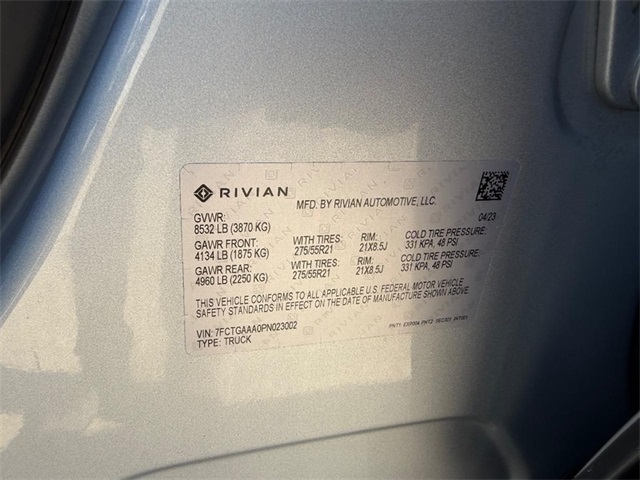 RIVIAN
MFD. BY RIVIAN AUTOMOTIVE, LLC.
GVWR:
8532 LB (3870 KG)
04/23
GAWR FRONT: WITH TIRES: RIM: COLD TIRE PRESSURE:
4134 LB (1875 KG) 275/55R21 21X8.5J 331 KPA, 48 PSI
GAWR REAR: WITH TIRES: RIM: COLD TIRE PRESSURE:
4960 LB (2250 KG) 275/55R21 21X8.5J 331 KPA, 48 PSI
THIS VEHICLE CONFORMS TO ALL APPLICABLE U.S. FEDERAL MOTOR VEHICLE
SAFETY STANDARDS IN EFFECT ON THE DATE OF MANUFACTURE SHOWN ABOVE.
VIN: 7FCTGAAA0PN023002
TYPE: TRUCK